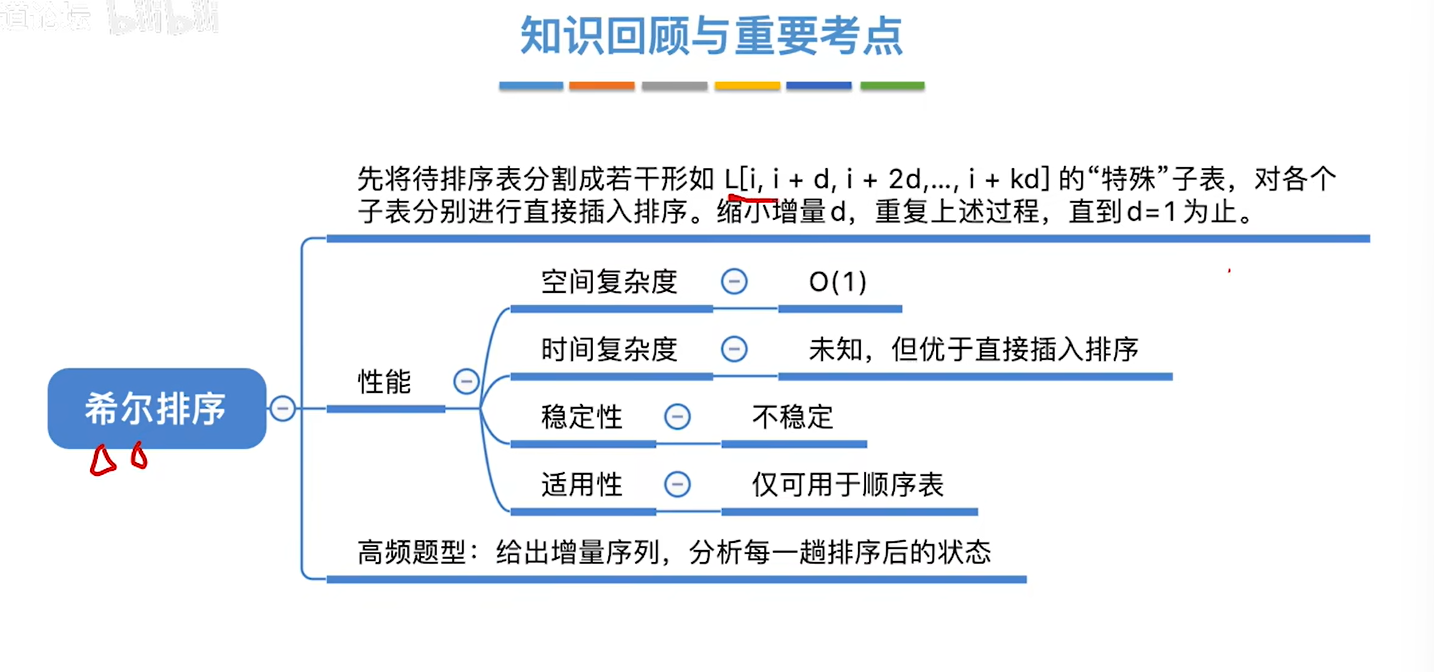 知识回顾与重要考点
先将待排序表分割成若干形如 L[i, i + d, i + 2d,..., i + kd] 的“特殊”子表，对各个
子表分别进行直接插入排序。缩小增量d，重复上述过程，直到d=1为止。
空间复杂度
O(1)
时间复杂度
未知，但优于直接插入排序
性能
希尔排序
稳定性
不稳定
适用性
仅可用于顺序表
高频题型：给出增量序列，分析每一趟排序后的状态